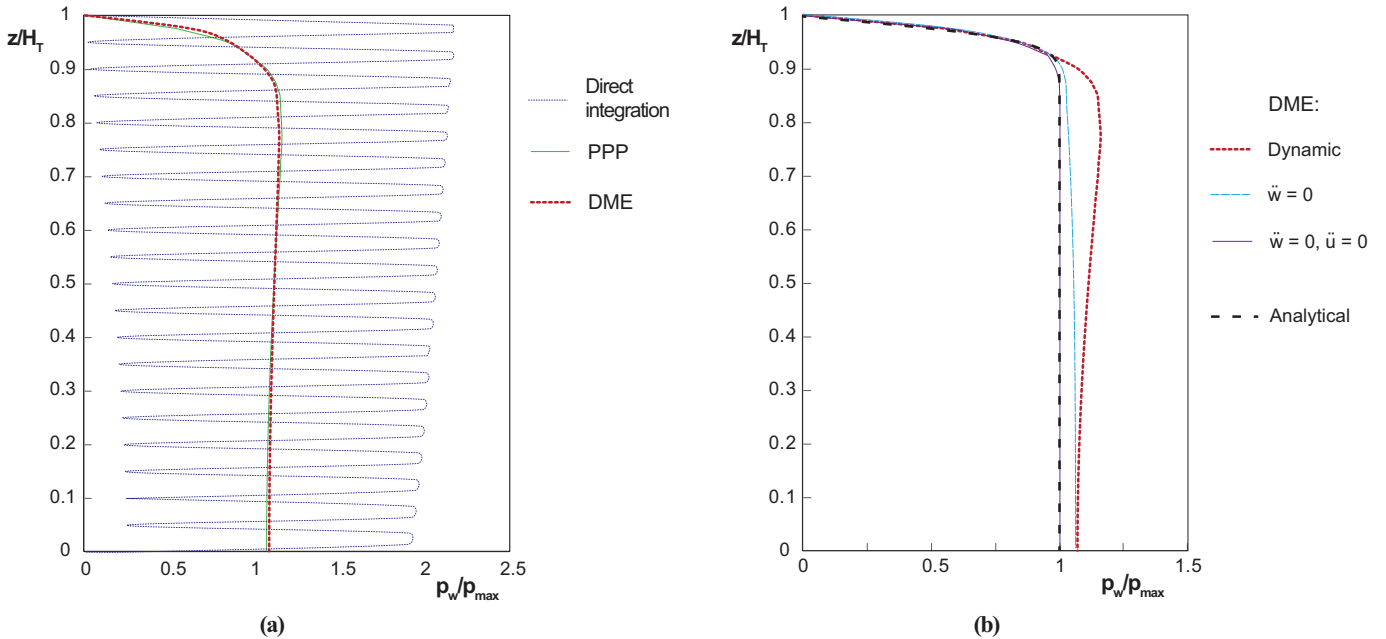 z/H_T
1
0.9
0.8
0.7
0.6
0.5
0.4
0.3
0.2
0.1
0
0
0.5
1
1.5
2
2.5
p_w/p_max
Direct
integration
PPP
DME
(a)
z/H_T
1
0.9
0.8
0.7
0.6
0.5
0.4
0.3
0.2
0.1
0
0
0.5
1
1.5
p_w/p_max
DME:
Dynamic
ẅ = 0
ẅ = 0, ü = 0
Analytical
(b)